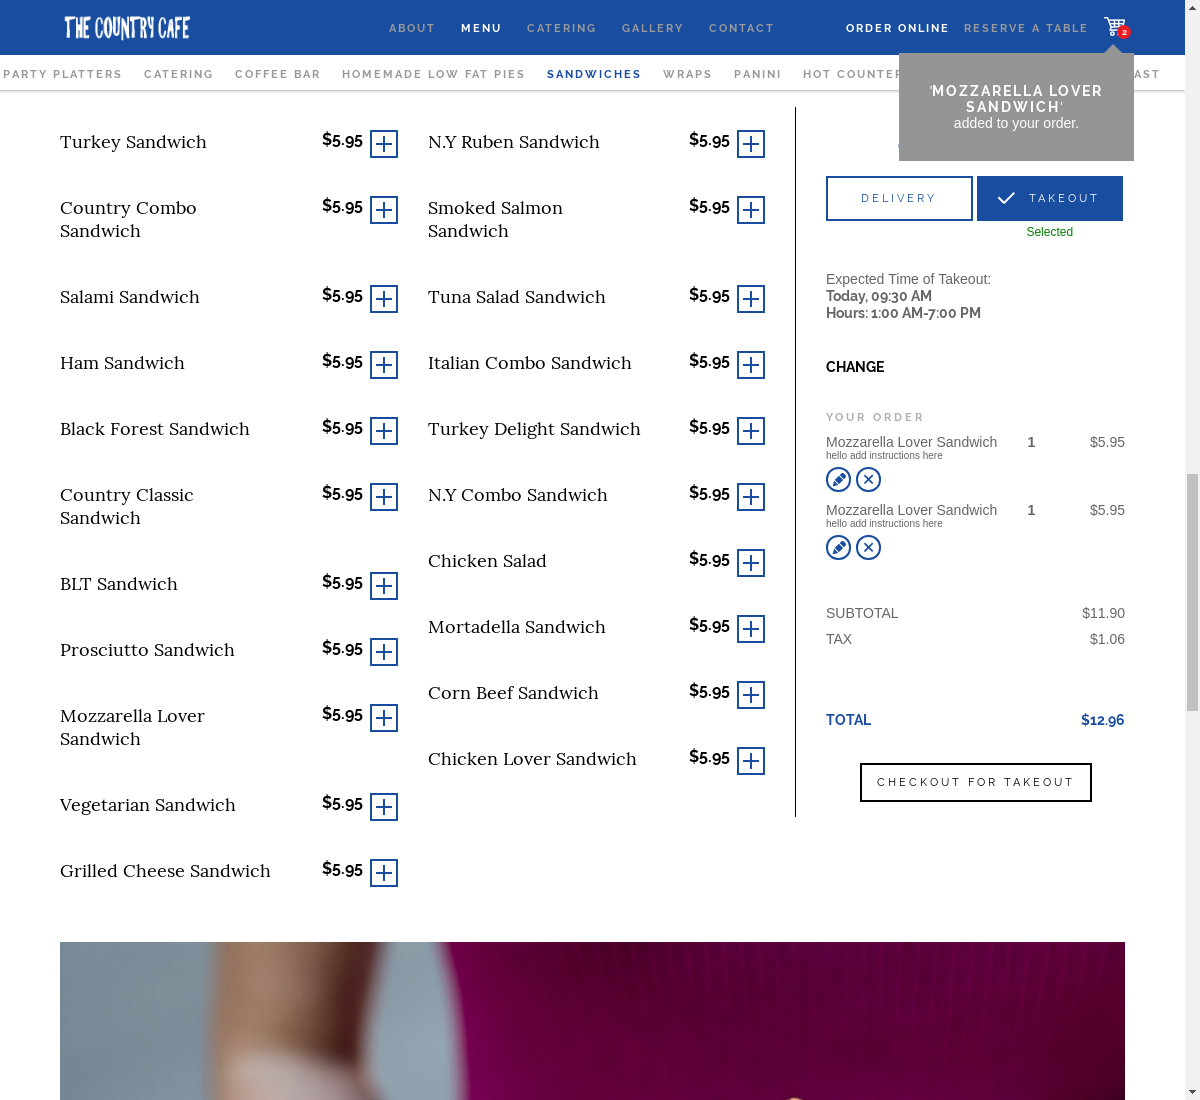 THE COUNTRY CAFE
ABOUT
MENU
CATERING
GALLERY
CONTACT
ORDER ONLINE
RESERVE A TABLE
2
PARTY PLATTERS
CATERING
COFFEE BAR
HOMEMADE LOW FAT PIES
SANDWICHES
WRAPS
PANINI
HOT COUNTER
'MOZZARELLA LOVER
SANDWICH'
added to your order.
Turkey Sandwich $5.95
Country Combo
Sandwich
$5.95
Salami Sandwich $5.95
Ham Sandwich $5.95
Black Forest Sandwich $5.95
Country Classic
Sandwich
$5.95
BLT Sandwich $5.95
Prosciutto Sandwich $5.95
Mozzarella Lover
Sandwich
$5.95
Vegetarian Sandwich $5.95
Grilled Cheese Sandwich $5.95
N.Y Ruben Sandwich $5.95
Smoked Salmon
Sandwich
$5.95
Tuna Salad Sandwich $5.95
Italian Combo Sandwich $5.95
Turkey Delight Sandwich $5.95
N.Y Combo Sandwich $5.95
Chicken Salad $5.95
Mortadella Sandwich $5.95
Corn Beef Sandwich $5.95
Chicken Lover Sandwich $5.95
DELIVERY
TAKEOUT
Selected
Expected Time of Takeout:
Today, 09:30 AM
Hours: 1:00 AM-7:00 PM
CHANGE
YOUR ORDER
Mozzarella Lover Sandwich 1 $5.95
hello add instructions here
Mozzarella Lover Sandwich 1 $5.95
hello add instructions here
SUBTOTAL $11.90
TAX $1.06
TOTAL $12.96
CHECKOUT FOR TAKEOUT